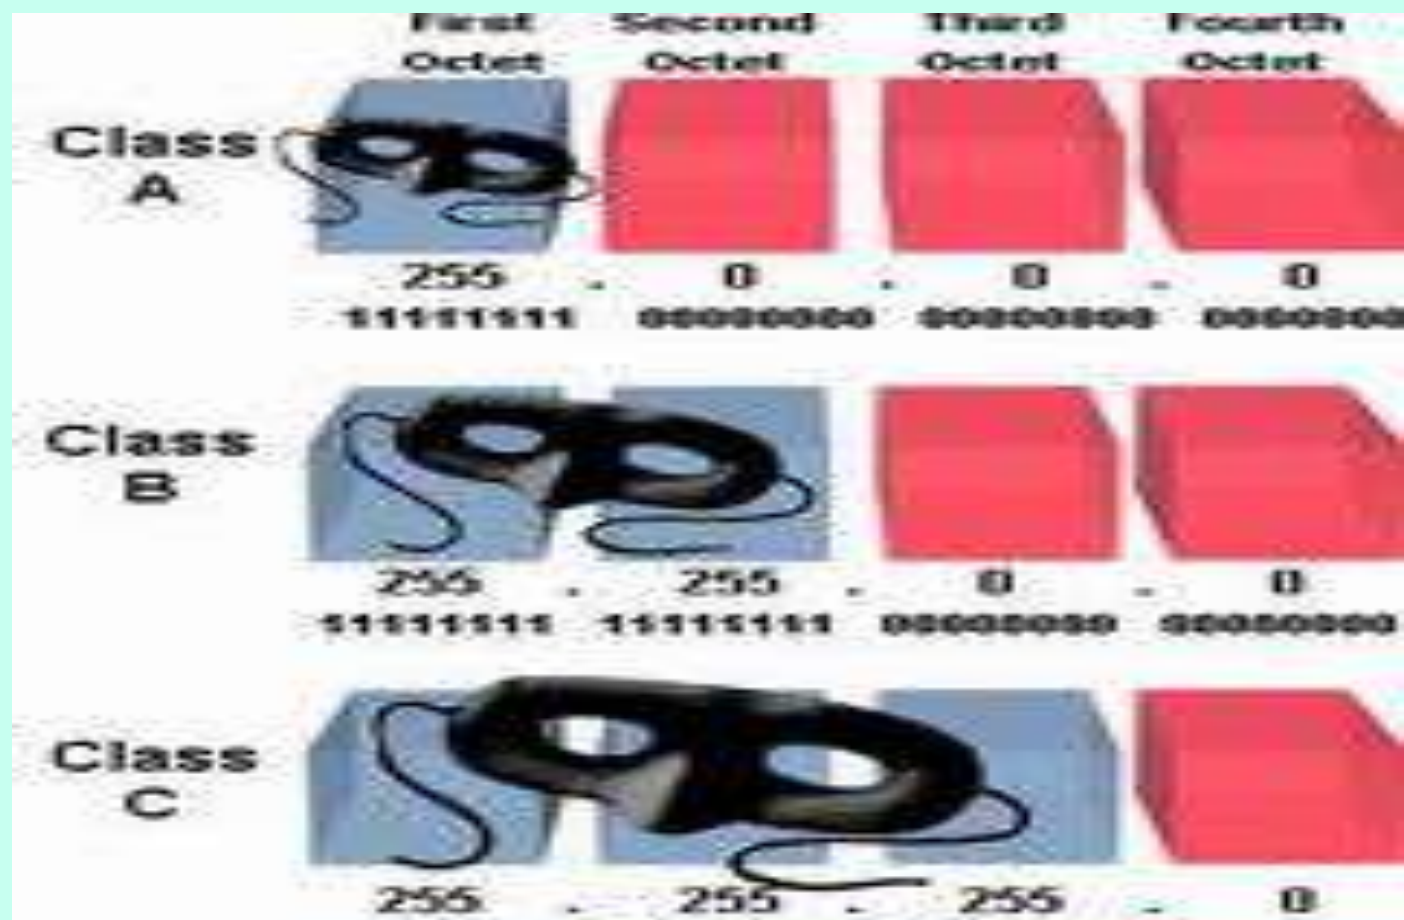 First Second Third Fourth
Octet Octet Octet Octet
Class
A
255 . 0 . 0 . 0
11111111 00000000 00000000 0000000
Class
B
255 . 255 . 0 . 0
11111111 11111111 00000000 00000000
Class
C
255 . 255 . 255 . 0